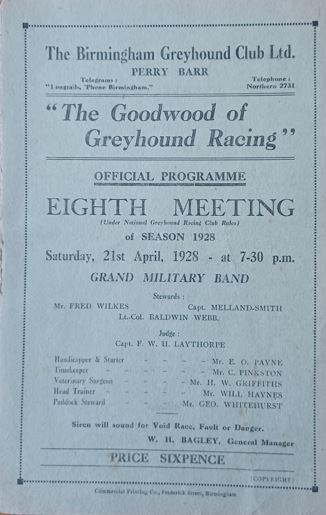 The Birmingham Greyhound Club Ltd.
PERRY BARR
Telegrams : Telephone :
"Longtails, 'Phone Birmingham." Northern 2731
"The Goodwood of
Greyhound Racing"
OFFICIAL PROGRAMME
EIGHTH MEETING
(Under National Greyhound Racing Club Rules)
of SEASON 1928
Saturday, 21st April, 1928 - at 7-30 p.m.
GRAND MILITARY BAND
Stewards :
Mr. FRED WILKES Capt. MELLAND-SMITH
Lt.-Col. BALDWIN WEBB.
Judge :
Capt. F. W. H. LAYTHORPE
Handicapper & Starter - - - - Mr. E. O. PAYNE
Timekeeper - - - - - Mr. C. PINKSTON
Veterinary Surgeon - - - Mr. H. W. GRIFFITHS
Head Trainer - - - - Mr. WILL HAYNES
Paddock Steward - - - Mr. GEO. WHITEHURST
Siren will sound for Void Race, Fault or Danger.
W. H. BAGLEY, General Manager
PRICE SIXPENCE
[COPYRIGHT]
Commercial Printing Co., Frederick Street, Birmingham